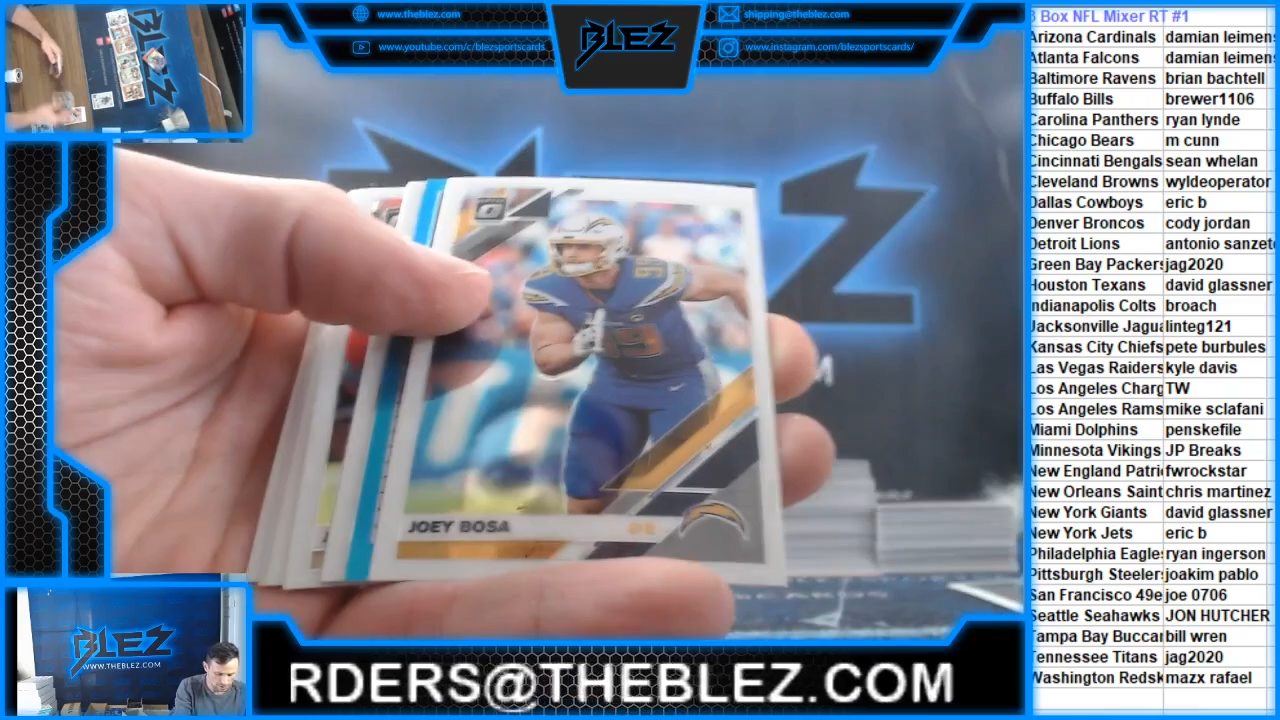 www.theblez.com
shipping@theblez.com
www.youtube.com/c/blezsportscards
www.instagram.com/blezsportscards/
BLEZ
JOEY BOSA
99
BLEZ
WWW.THEBLEZ.COM
RDERS@THEBLEZ.COM
3 Box NFL Mixer RT #1
Arizona Cardinals damian leimens
Atlanta Falcons damian leimens
Baltimore Ravens brian bachtell
Buffalo Bills brewer1106
Carolina Panthers ryan lynde
Chicago Bears m cunn
Cincinnati Bengals sean whelan
Cleveland Browns wyldeoperator
Dallas Cowboys eric b
Denver Broncos cody jordan
Detroit Lions antonio sanzete
Green Bay Packers jag2020
Houston Texans david glassner
Indianapolis Colts broach
Jacksonville Jagua linteg121
Kansas City Chiefs pete burbules
Las Vegas Raiders kyle davis
Los Angeles Charg TW
Los Angeles Rams mike sclafani
Miami Dolphins penskefile
Minnesota Vikings JP Breaks
New England Patri fwrockstar
New Orleans Saint chris martinez
New York Giants david glassner
New York Jets eric b
Philadelphia Eagle ryan ingerson
Pittsburgh Steeler joakim pablo
San Francisco 49e joe 0706
Seattle Seahawks JON HUTCHER
Tampa Bay Buccar bill wren
Tennessee Titans jag2020
Washington Redsk mazx rafael